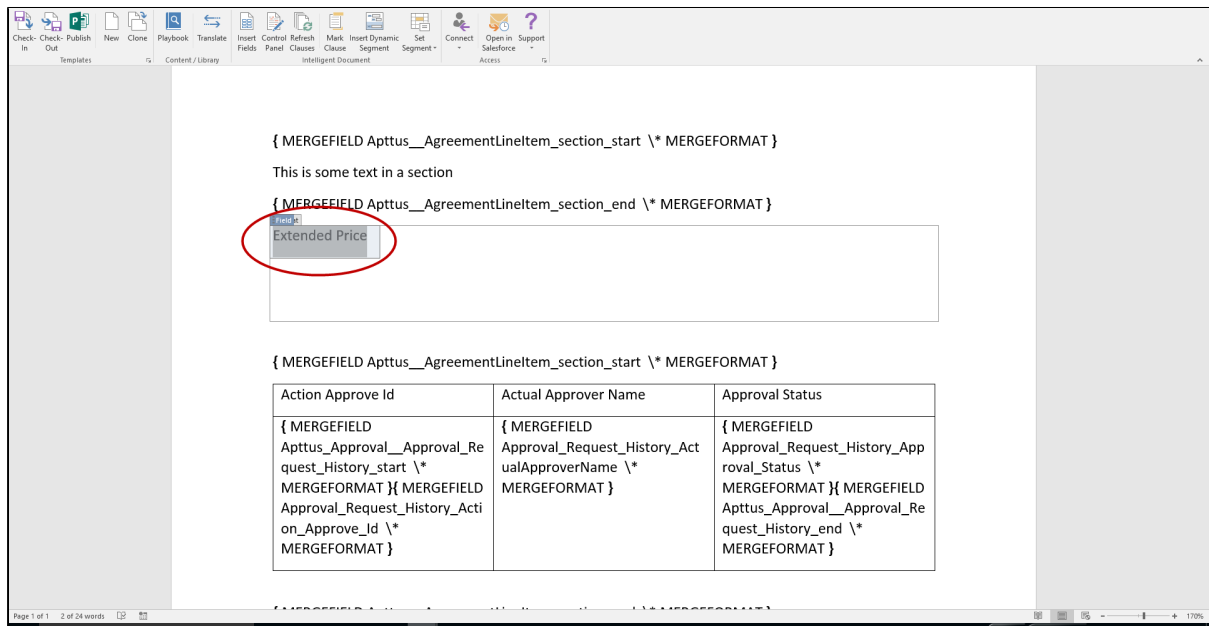 Check- Check- Publish New Clone Playbook Translate Insert Control Refresh Mark Insert Dynamic Set Connect Open in Support
In Out Fields Panel Clauses Clause Segment Segment Salesforce
Templates Content / Library Intelligent Document Access
{ MERGEFIELD Apttus__AgreementLineItem_section_start \* MERGEFORMAT }
This is some text in a section
{ MERGEFIELD Apttus__AgreementLineItem_section_end \* MERGEFORMAT }
Field
Extended Price
{ MERGEFIELD Apttus__AgreementLineItem_section_start \* MERGEFORMAT }
Action Approve Id Actual Approver Name Approval Status
{ MERGEFIELD { MERGEFIELD { MERGEFIELD
Apttus_Approval__Approval_Re Approval_Request_History_Act Approval_Request_History_App
quest_History_start \* ualApproverName \* roval_Status \*
MERGEFORMAT }{ MERGEFIELD MERGEFORMAT } MERGEFORMAT }{ MERGEFIELD
Approval_Request_History_Acti Apttus_Approval__Approval_Re
on_Approve_Id \* quest_History_end \*
MERGEFORMAT } MERGEFORMAT }
Page 1 of 1 2 of 24 words 170%